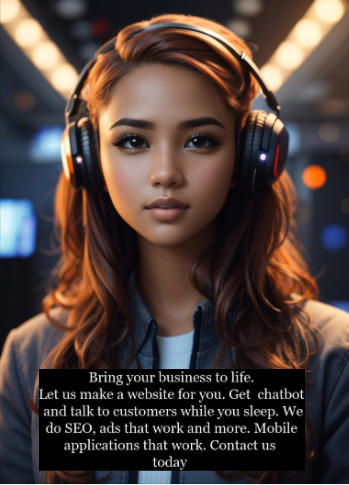 Bring your business to life.
Let us make a website for you. Get chatbot
and talk to customers while you sleep. We
do SEO, ads that work and more. Mobile
applications that work. Contact us
today